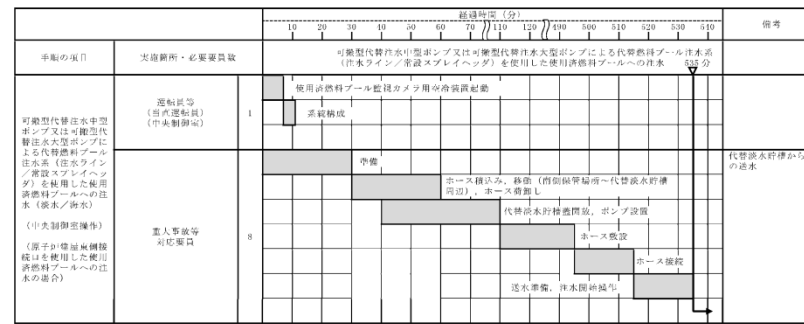 経過時間（分）
備考
10 20 30 40 50 60 70 110 120 490 500 510 520 530 540
手順の項目
実施箇所・必要要員数
可搬型代替注水中型ポンプ又は可搬型代替注水大型ポンプによる代替燃料プール注水系
（注水ライン／常設スプレイヘッダ）を使用した使用済燃料プールへの注水 535分
可搬型代替注水中型
ポンプ又は可搬型代
替注水大型ポンプに
よる代替燃料プール
注水系（注水ライン
／常設スプレイヘッ
ダ）を使用した使用
済燃料プールへの注
水（淡水／海水）
（中央制御室操作）
（原子炉建屋東側接
続口を使用した使用
済燃料プールへの注
水の場合）
運転員等
（当直運転員）
（中央制御室）
1
使用済燃料プール監視カメラ用空冷装置起動
系統構成
重大事故等
対応要員
8
準備
ホース積込み，移動（南側保管場所～代替淡水貯槽
周辺），ホース荷卸し
代替淡水貯槽蓋開放，ポンプ設置
ホース敷設
ホース接続
送水準備，注水開始操作
代替淡水貯槽から
の送水